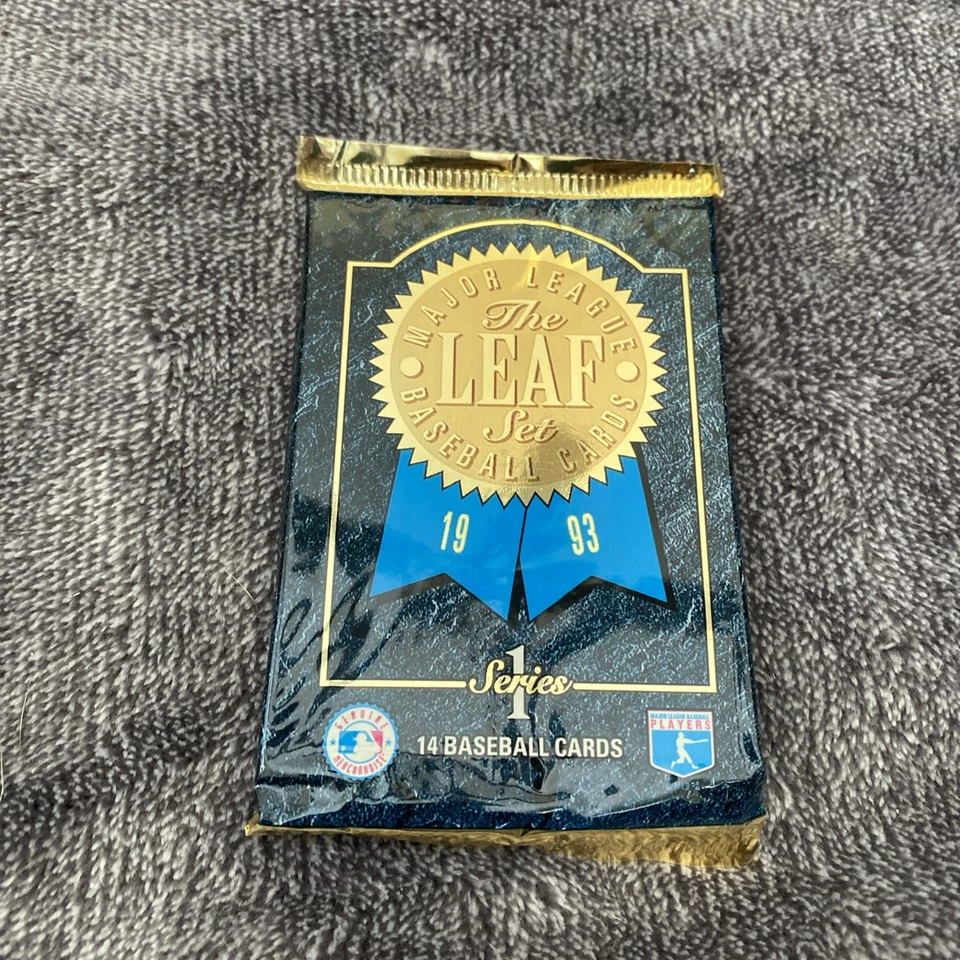 MAJOR LEAGUE
The
LEAF
Set
BASEBALL CARDS
19 93
1
Series
14 BASEBALL CARDS
GENUINE
MERCHANDISE
MAJOR LEAGUE BASEBALL
PLAYERS